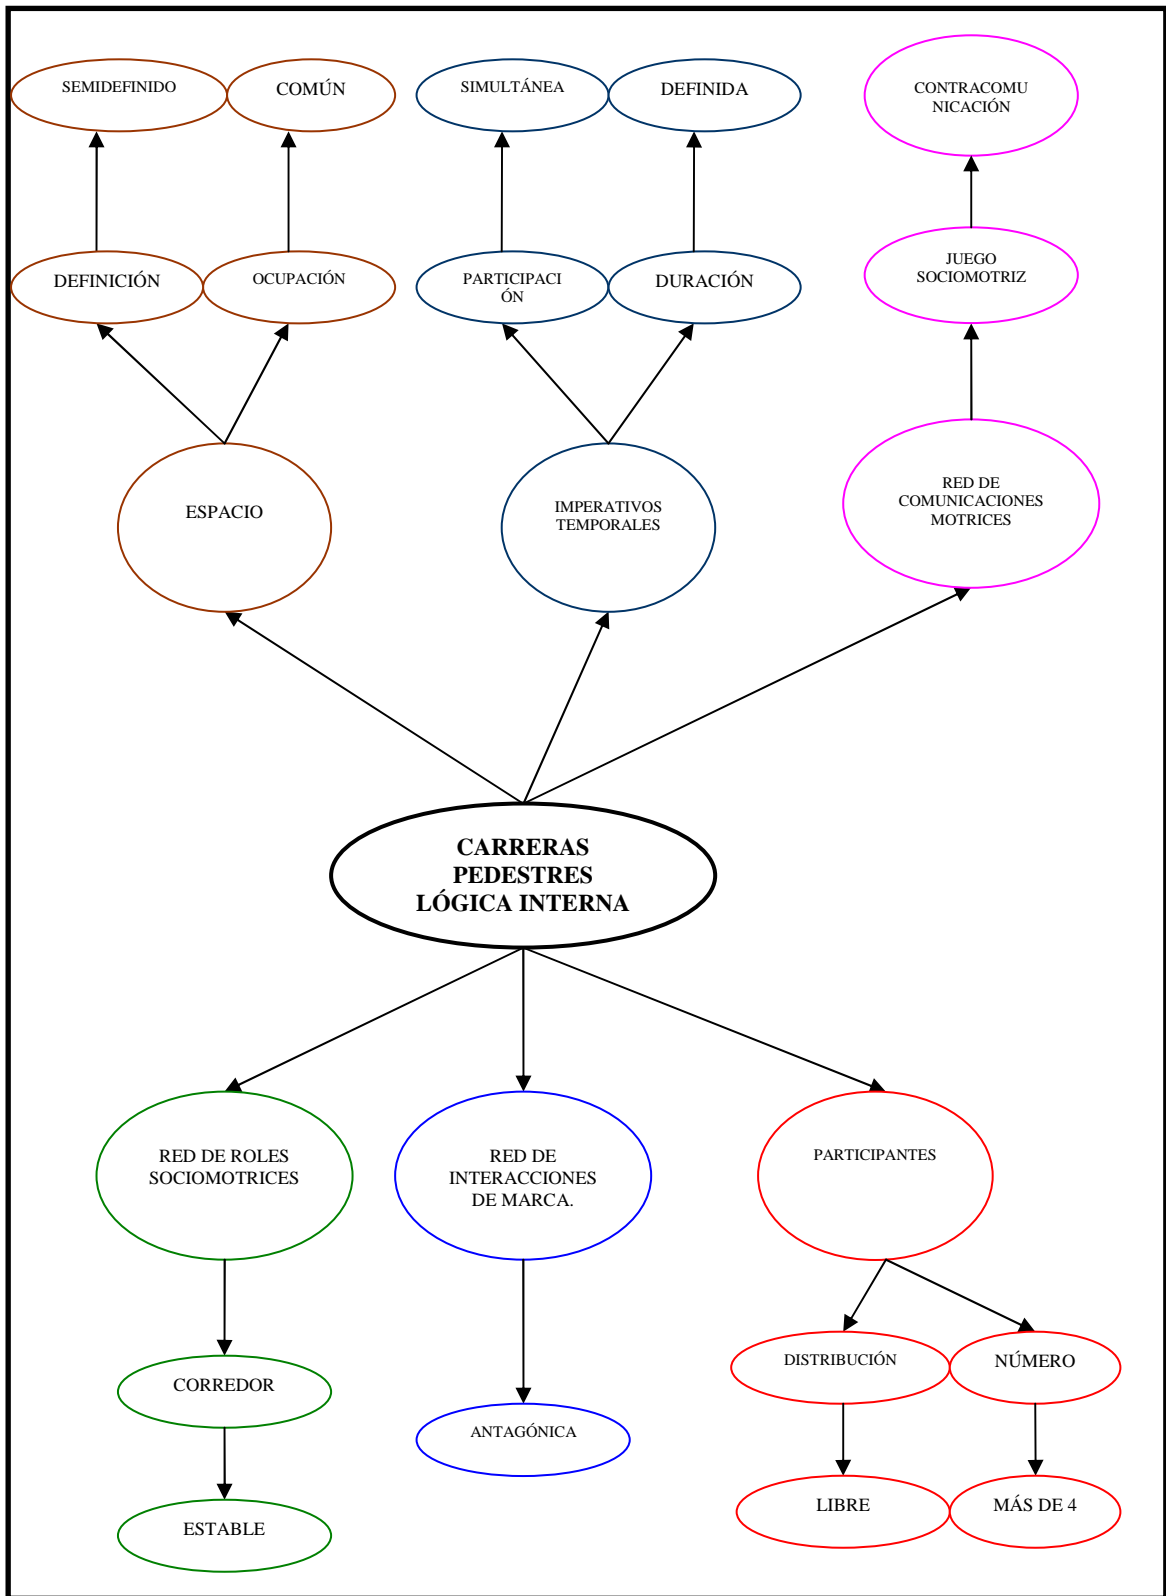 SEMIDEFINIDO
COMÚN
SIMULTÁNEA
DEFINIDA
CONTRACOMU
NICACIÓN
DEFINICIÓN
OCUPACIÓN
PARTICIPACI
ÓN
DURACIÓN
JUEGO
SOCIOMOTRIZ
ESPACIO
IMPERATIVOS
TEMPORALES
RED DE
COMUNICACIONES
MOTRICES
CARRERAS
PEDESTRES
LÓGICA INTERNA
RED DE ROLES
SOCIOMOTRICES
RED DE
INTERACCIONES
DE MARCA.
PARTICIPANTES
CORREDOR
ANTAGÓNICA
DISTRIBUCIÓN
NÚMERO
ESTABLE
LIBRE
MÁS DE 4